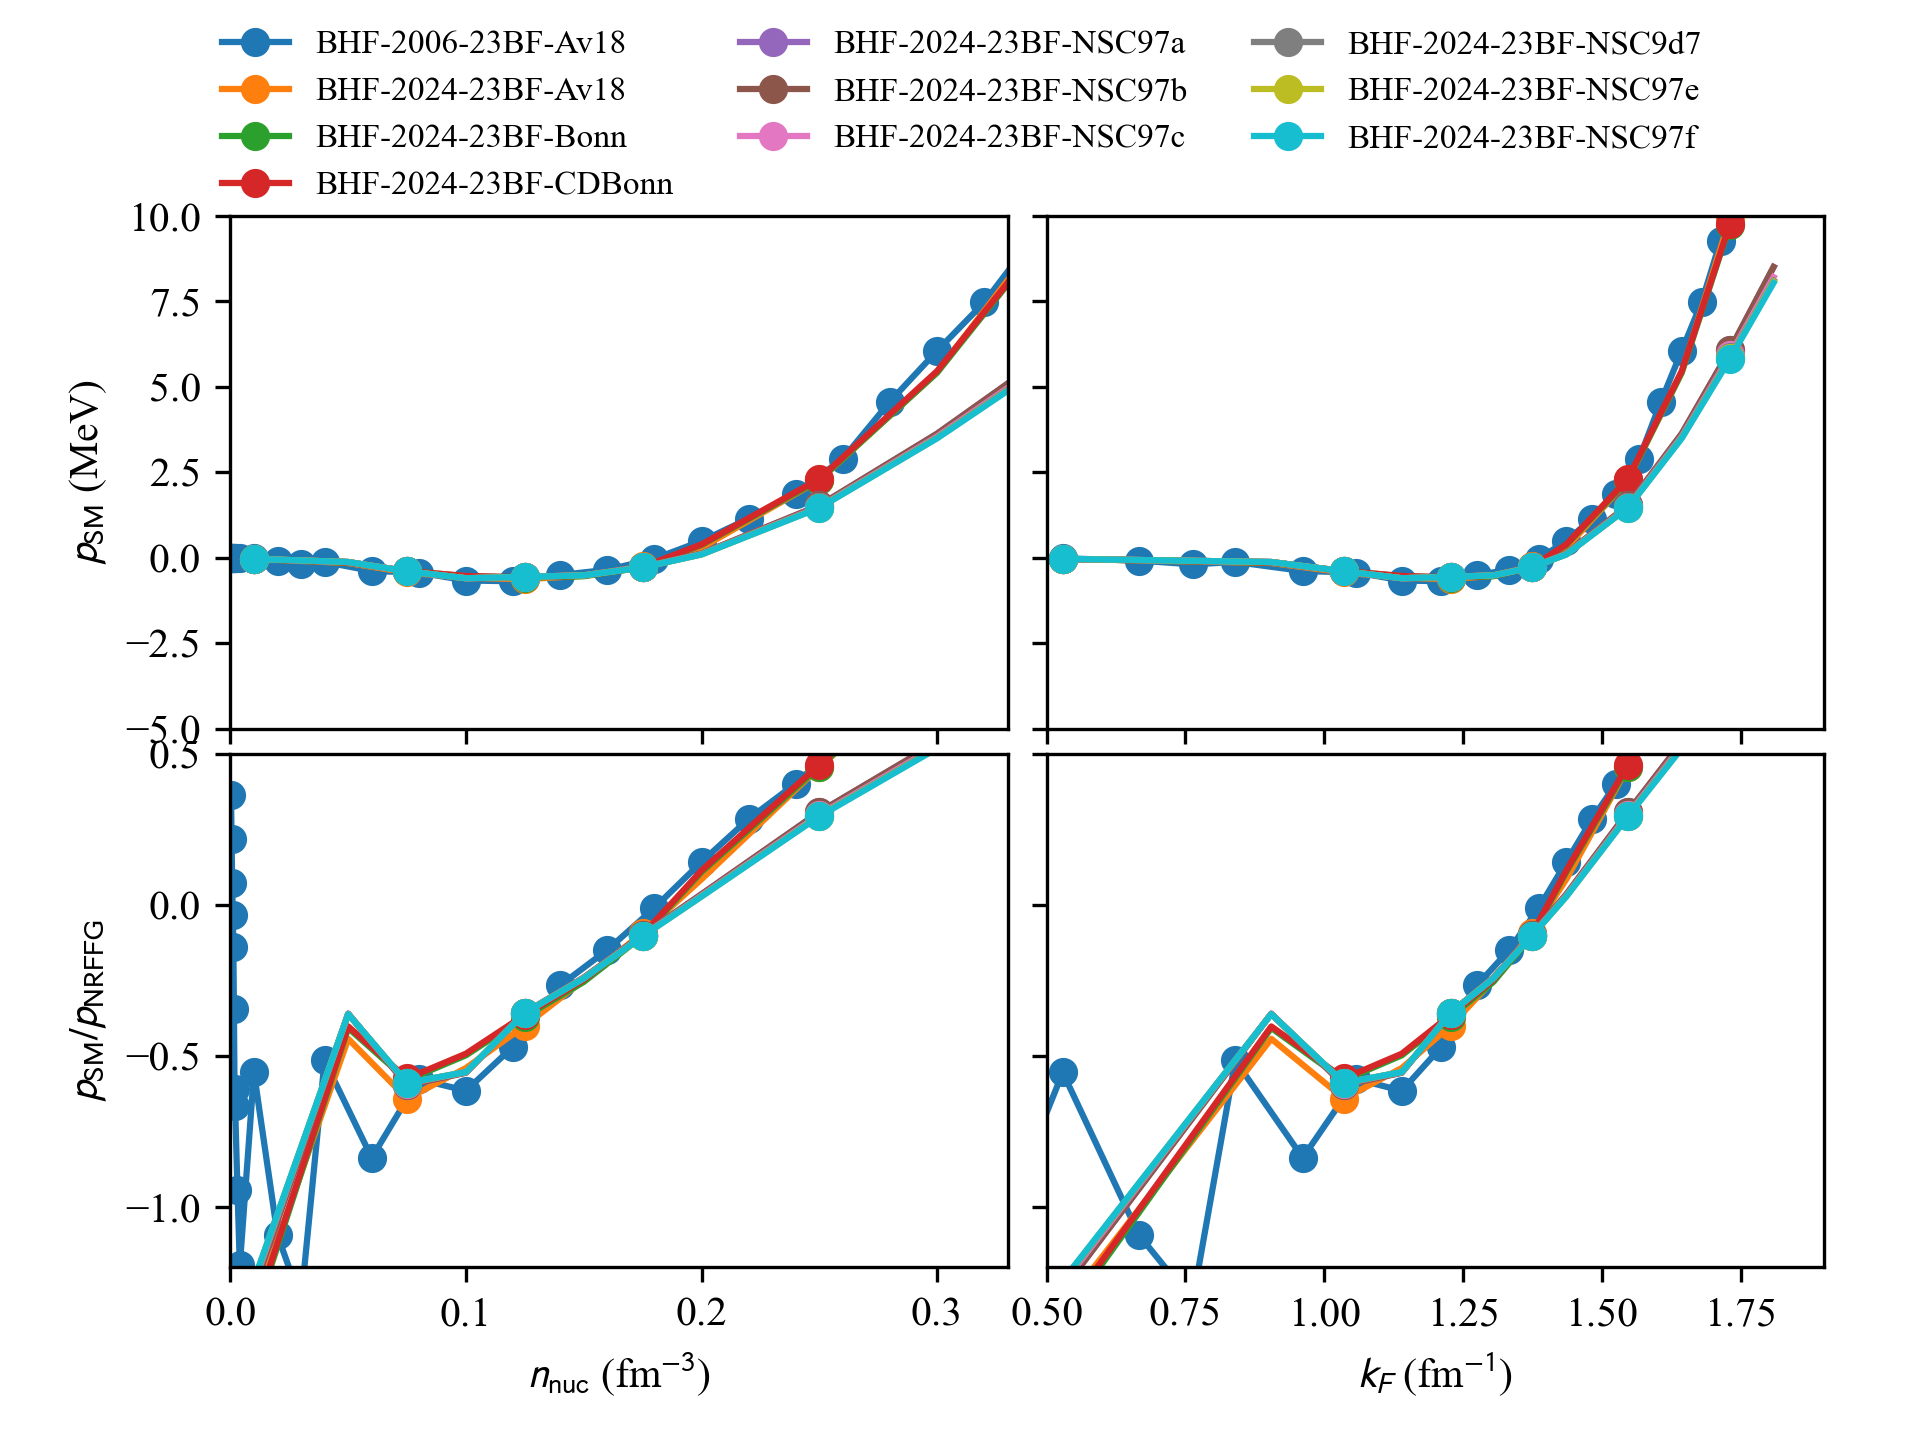 BHF-2006-23BF-Av18
BHF-2024-23BF-Av18
BHF-2024-23BF-Bonn
BHF-2024-23BF-CDBonn
BHF-2024-23BF-NSC97a
BHF-2024-23BF-NSC97b
BHF-2024-23BF-NSC97c
BHF-2024-23BF-NSC9d7
BHF-2024-23BF-NSC97e
BHF-2024-23BF-NSC97f
10.0
7.5
5.0
2.5
0.0
−2.5
−5.0
p_SM (MeV)
0.5
0.0
−0.5
−1.0
p_SM/p_NRFFG
0.0 0.1 0.2 0.3
n_nuc (fm⁻³)
0.50 0.75 1.00 1.25 1.50 1.75
k_F (fm⁻¹)